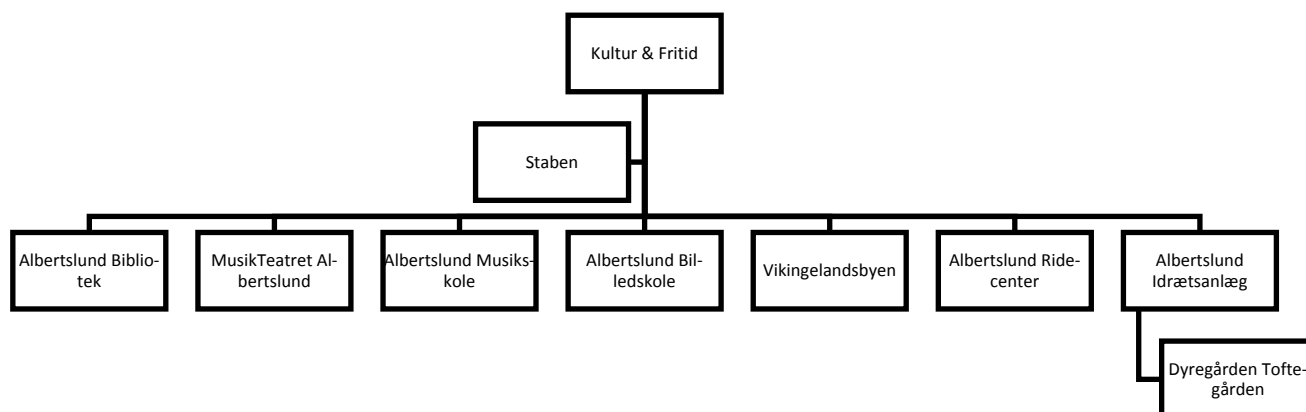 Kultur & Fritid
Staben
Albertslund Biblio-
tek
MusikTeatret Al-
bertslund
Albertslund Musiks-
kole
Albertslund Bil-
ledskole
Vikingelandsbyen
Albertslund Ride-
center
Albertslund
Idrætsanlæg
Dyregården Tofte-
gården